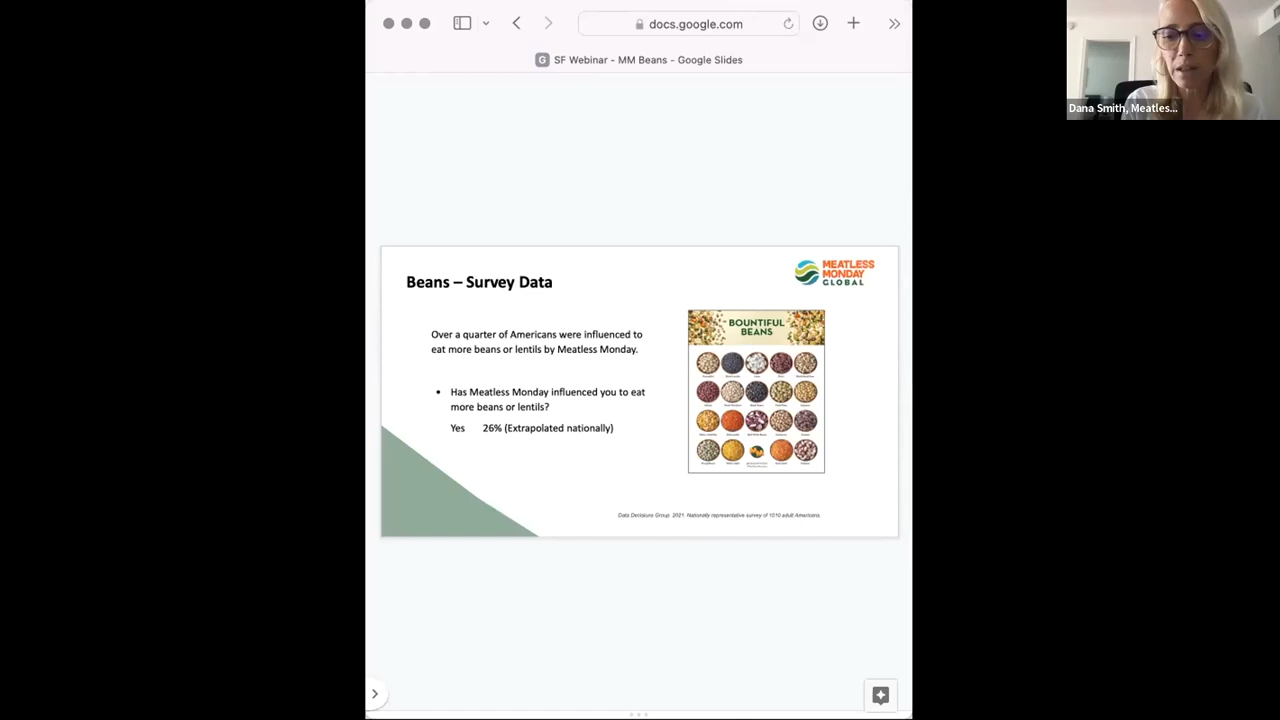 docs.google.com
G SF Webinar - MM Beans - Google Slides
Dana Smith, Meatles...
Beans – Survey Data
MEATLESS
MONDAY
GLOBAL
Over a quarter of Americans were influenced to
eat more beans or lentils by Meatless Monday.
• Has Meatless Monday influenced you to eat
more beans or lentils?
Yes 26% (Extrapolated nationally)
BOUNTIFUL
BEANS
Data Decisions Group. 2021. Nationally representative survey of 1010 adult Americans.